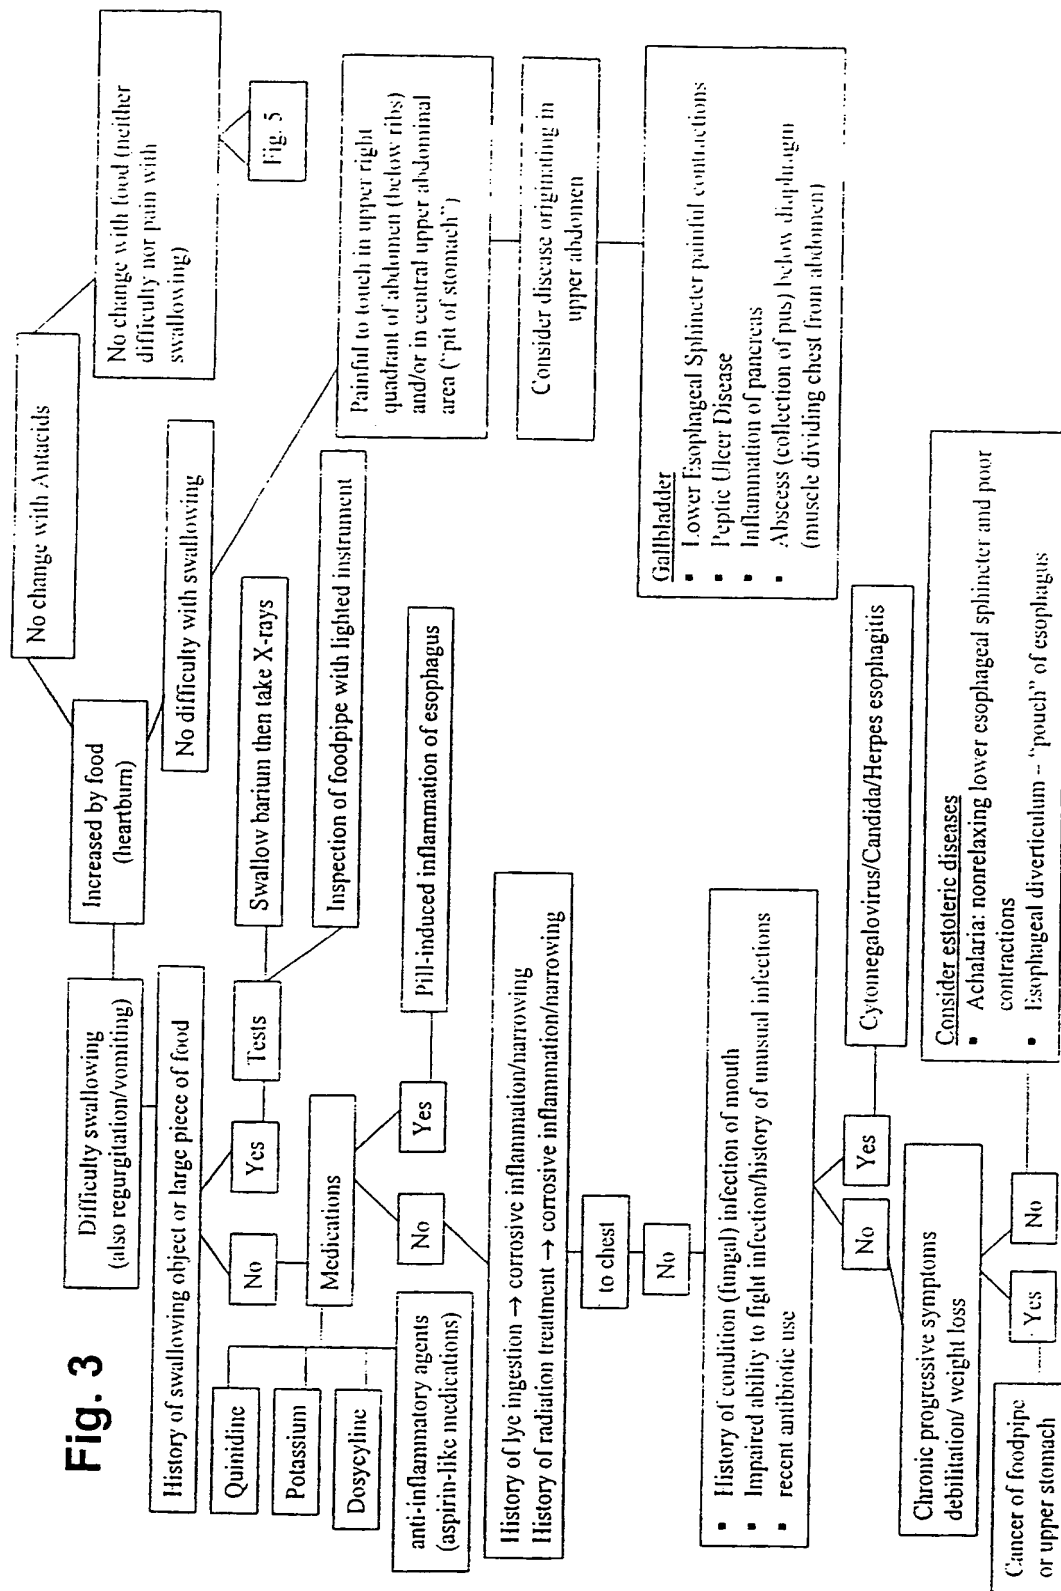 Fig. 3
No change with Antacids
Increased by food
(heartburn)
No change with food (neither
difficulty nor pain with
swallowing)
Fig. 5
Difficulty swallowing
(also regurgitation/vomiting)
No difficulty with swallowing
History of swallowing object or large piece of food
No
Yes
Tests
Swallow barium then take X-rays
Inspection of foodpipe with lighted instrument
Painful to touch in upper right
quadrant of abdomen (below ribs)
and/or in central upper abdominal
area ("pit of stomach")
Consider disease originating in
upper abdomen
Gallbladder
▪ Lower Esophageal Sphincter painful contractions
▪ Peptic Ulcer Disease
▪ Inflammation of pancreas
▪ Abscess (collection of pus) below diaphragm
(muscle dividing chest from abdomen)
Medications
Quinidine
Potassium
Dosycyline
anti-inflammatory agents
(aspirin-like medications)
No
Yes
Pill-induced inflammation of esophagus
History of lye ingestion → corrosive inflammation/narrowing
History of radiation treatment → corrosive inflammation/narrowing
to chest
No
▪ History of condition (fungal) infection of mouth
▪ Impaired ability to fight infection/history of unusual infections
▪ recent antibiotic use
No
Yes
Cytomegalovirus/Candida/Herpes esophagitis
Chronic progressive symptoms
debilitation/ weight loss
Yes
No
Cancer of foodpipe
or upper stomach
Consider estoteric diseases
▪ Achalaria: nonrelaxing lower esophageal sphincter and poor
contractions
▪ Esophageal diverticulum – "pouch" of esophagus